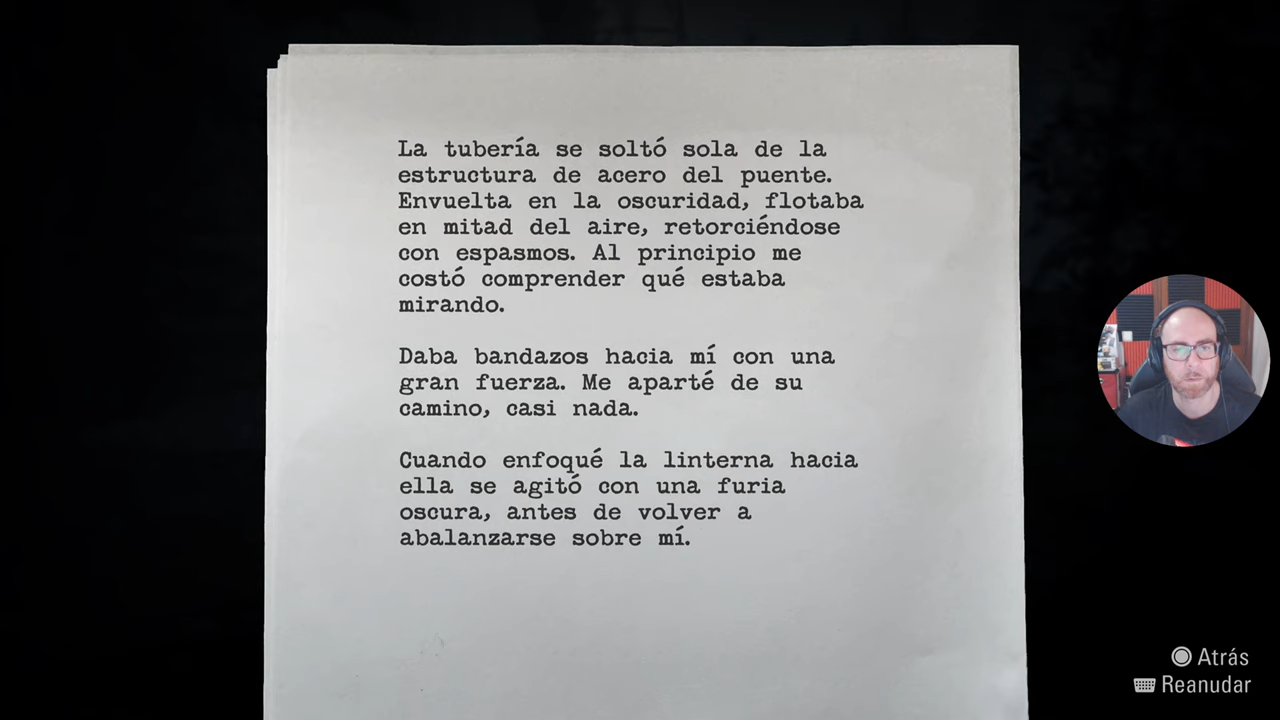 La tubería se soltó sola de la
estructura de acero del puente.
Envuelta en la oscuridad, flotaba
en mitad del aire, retorciéndose
con espasmos. Al principio me
costó comprender qué estaba
mirando.
Daba bandazos hacia mí con una
gran fuerza. Me aparté de su
camino, casi nada.
Cuando enfoqué la linterna hacia
ella se agitó con una furia
oscura, antes de volver a
abalanzarse sobre mí.
Atrás
Reanudar